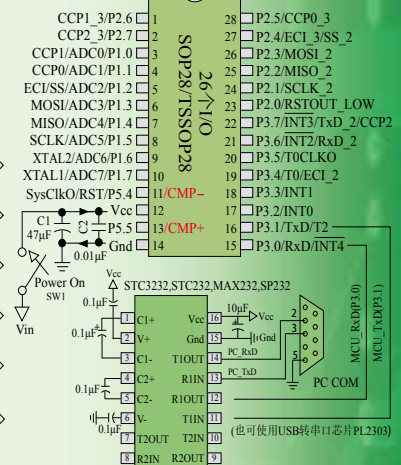 CCP1_3/P2.6 1 28 P2.5/CCP0_3
CCP2_3/P2.7 2 27 P2.4/ECI_3/SS_2
CCP1/ADC0/P1.0 3 26 P2.3/MOSI_2
CCP0/ADC1/P1.1 4 25 P2.2/MISO_2
ECI/SS/ADC2/P1.2 5 24 P2.1/SCLK_2
MOSI/ADC3/P1.3 6 23 P2.0/RSTOUT_LOW
MISO/ADC4/P1.4 7 22 P3.7/INT3/TxD_2/CCP2
SCLK/ADC5/P1.5 8 21 P3.6/INT2/RxD_2
XTAL2/ADC6/P1.6 9 20 P3.5/T0CLKO
XTAL1/ADC7/P1.7 10 19 P3.4/T0/ECI_2
SysClkO/RST/P5.4 11/CMP− 18 P3.3/INT1
Vcc 12 17 P3.2/INT0
P5.5 13/CMP+ 16 P3.1/TxD/T2
Gnd 14 15 P3.0/RxD/INT4
26个I/O
SOP28/TSSOP28
C1
47μF
C2
0.01μF
Power On
SW1
Vin
Vcc
STC3232,STC232,MAX232,SP232
0.1μF
10μF
1 C1+ Vcc 16 Vcc
2 V+ Gnd 15 Gnd
0.1μF
3 C1- T1OUT 14 PC_RxD
4 C2+ R1IN 13 PC_TxD
0.1μF
5 C2- R1OUT 12
6 V- T1IN 11
0.1μF
7 T2OUT T2IN 10
8 R2IN R2OUT 9
2
3
5
PC COM
MCU_RxD(P3.0)
MCU_TxD(P3.1)
(也可使用USB转串口芯片PL2303)